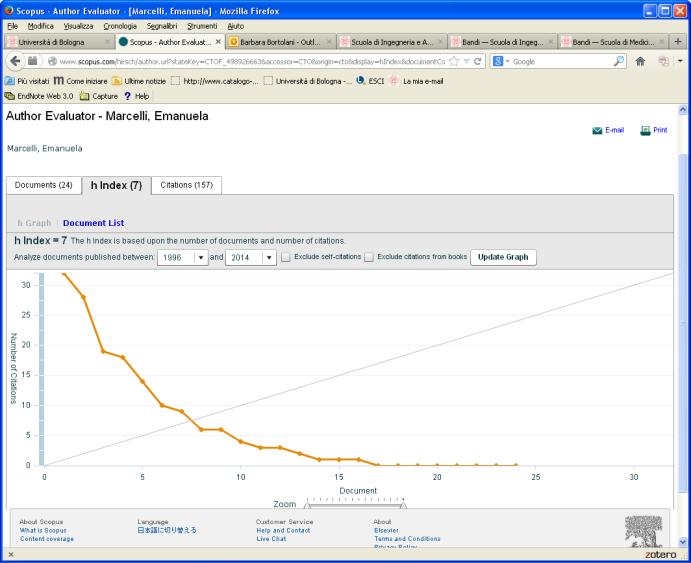 Scopus - Author Evaluator - [Marcelli, Emanuela] - Mozilla Firefox
File Modifica Visualizza Cronologia Segnalibri Strumenti Aiuto
Università di Bologna × Scopus - Author Evaluat... × Barbara Bortolani - Outl... × Scuola di Ingegneria e A... × Bandi — Scuola di Ingeg... × Bandi — Scuola di Medici... × +
www.scopus.com/hirsch/author.url?stateKey=CTOF_498926663&accessor=CTO&origin=cto&display=hIndex&documentCo
Google
Più visitati Come iniziare Ultime notizie http://www.catalogo-... Università di Bologna -... ESCI La mia e-mail
EndNote Web 3.0 Capture ? Help
Author Evaluator - Marcelli, Emanuela
E-mail Print
Marcelli, Emanuela
Documents (24) h Index (7) Citations (157)
h Graph | Document List
h Index = 7 The h Index is based upon the number of documents and number of citations.
Analyze documents published between: 1996 and 2014 Exclude self-citations Exclude citations from books Update Graph
Number of Citations
30
25
20
15
10
5
0
0 5 10 15 20 25 30
Document
Zoom
About Scopus
What is Scopus
Content coverage
Language
日本語に切り替える
Customer Service
Help and Contact
Live Chat
About
Elsevier
Terms and Conditions
Privacy Policy
× zotero